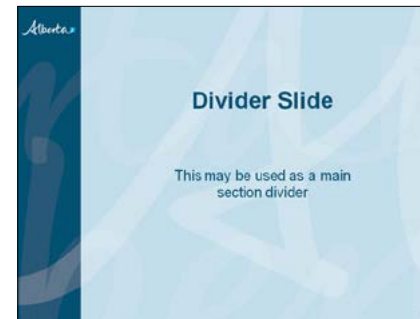 Alberta
Divider Slide
This may be used as a main
section divider